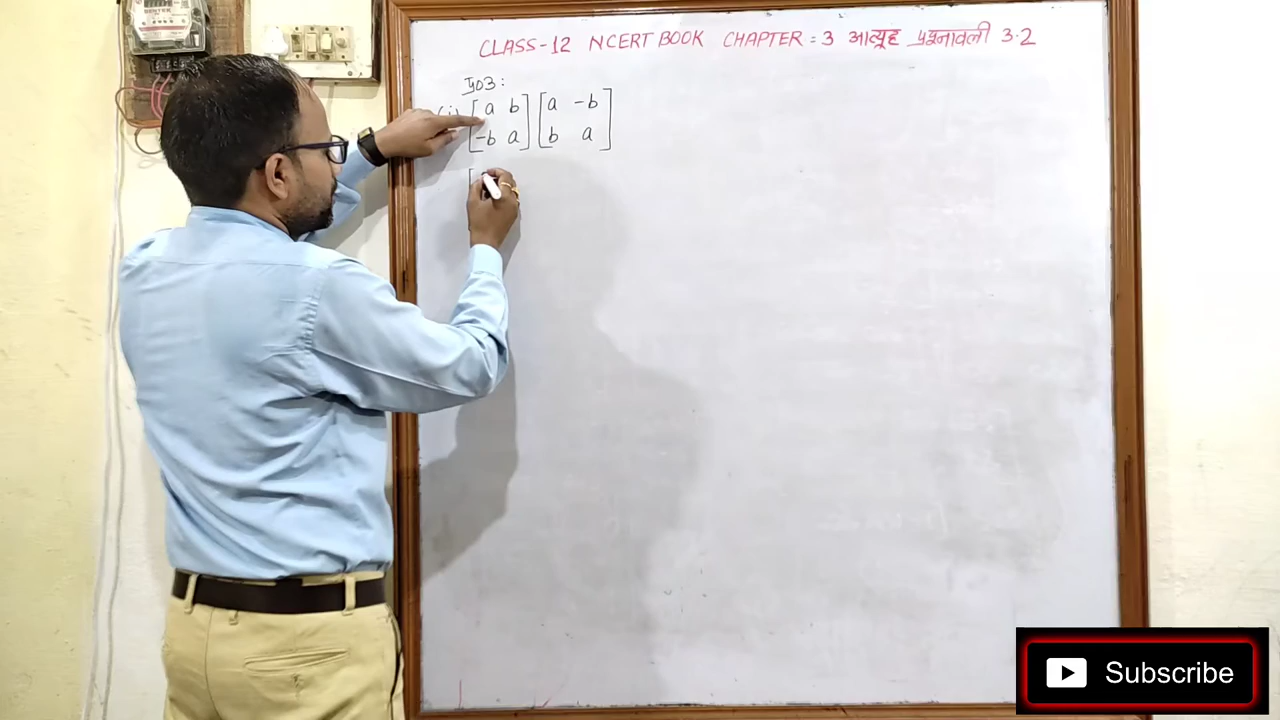 CLASS-12 NCERT BOOK CHAPTER = 3 आव्यूह प्रश्नावली 3.2
प्र03:
(i) [a b] [a -b]
[-b a] [b a]
Subscribe